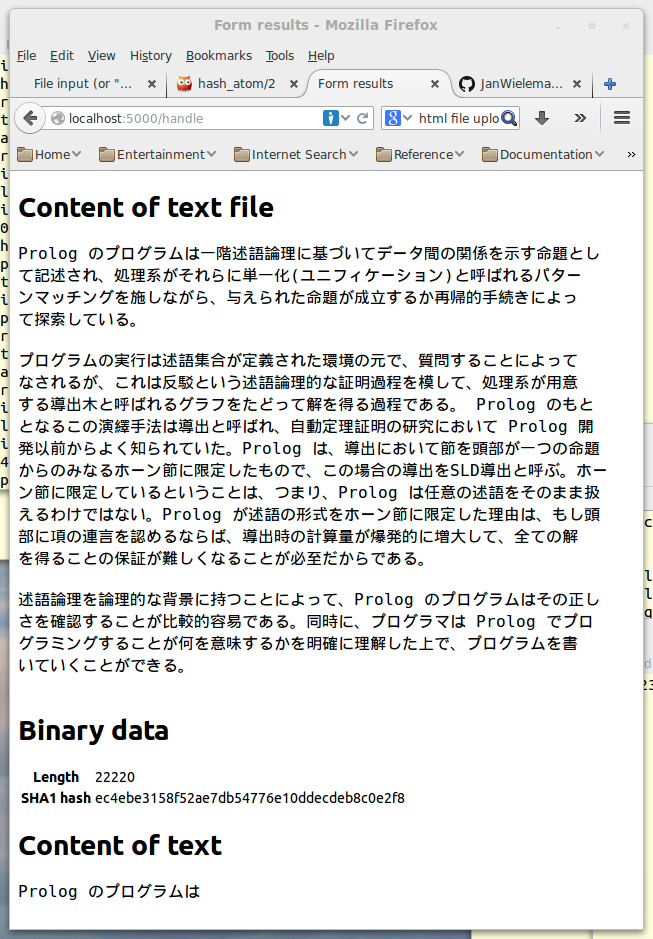 Form results - Mozilla Firefox
File Edit View History Bookmarks Tools Help
File input (or "... hash_atom/2 Form results JanWielema...
localhost:5000/handle html file uplo
Home Entertainment Internet Search Reference Documentation »
Content of text file
Prolog のプログラムは一階述語論理に基づいてデータ間の関係を示す命題とし
て記述され、処理系がそれらに単一化(ユニフィケーション)と呼ばれるパター
ンマッチングを施しながら、与えられた命題が成立するか再帰的手続きによっ
て探索している。
プログラムの実行は述語集合が定義された環境の元で、質問することによって
なされるが、これは反駁という述語論理的な証明過程を模して、処理系が用意
する導出木と呼ばれるグラフをたどって解を得る過程である。 Prolog のもと
となるこの演繹手法は導出と呼ばれ、自動定理証明の研究において Prolog 開
発以前からよく知られていた。Prolog は、導出において節を頭部が一つの命題
からのみなるホーン節に限定したもので、この場合の導出をSLD導出と呼ぶ。ホー
ン節に限定しているということは、つまり、Prolog は任意の述語をそのまま扱
えるわけではない。Prolog が述語の形式をホーン節に限定した理由は、もし頭
部に項の連言を認めるならば、導出時の計算量が爆発的に増大して、全ての解
を得ることの保証が難しくなることが必至だからである。
述語論理を論理的な背景に持つことによって、Prolog のプログラムはその正し
さを確認することが比較的容易である。同時に、プログラマは Prolog でプロ
グラミングすることが何を意味するかを明確に理解した上で、プログラムを書
いていくことができる。
Binary data
Length 22220
SHA1 hash ec4ebe3158f52ae7db54776e10ddecdeb8c0e2f8
Content of text
Prolog のプログラムは